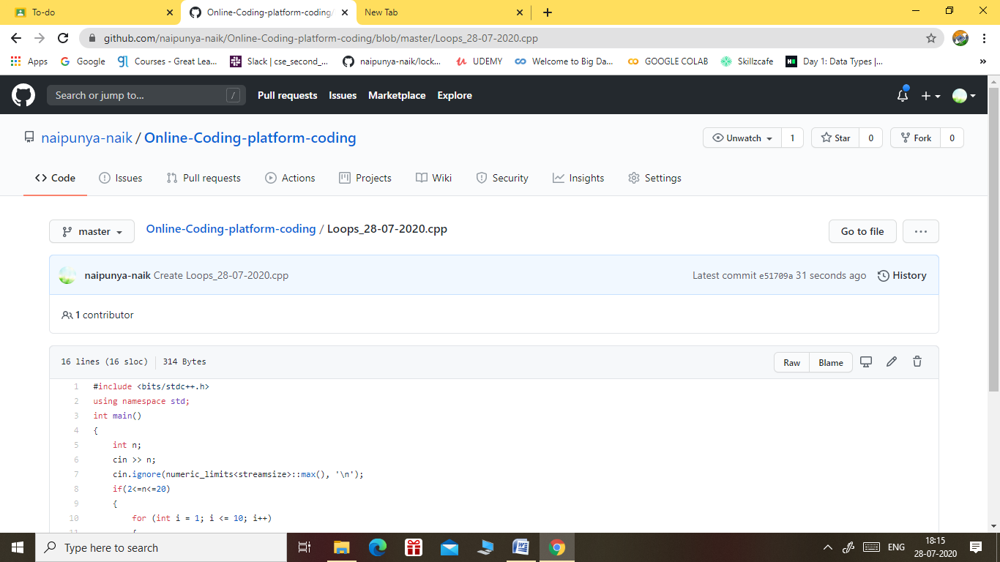 To-do
Online-Coding-platform-coding/
New Tab
github.com/naipunya-naik/Online-Coding-platform-coding/blob/master/Loops_28-07-2020.cpp
Apps
Google
Courses - Great Lea...
Slack | cse_second_...
naipunya-naik/lock...
UDEMY
Welcome to Big Da...
GOOGLE COLAB
Skillzcafe
Day 1: Data Types |...
Search or jump to...
/
Pull requests
Issues
Marketplace
Explore
naipunya-naik / Online-Coding-platform-coding
Unwatch
1
Star
0
Fork
0
Code
Issues
Pull requests
Actions
Projects
Wiki
Security
Insights
Settings
master
Online-Coding-platform-coding / Loops_28-07-2020.cpp
Go to file
naipunya-naik Create Loops_28-07-2020.cpp
Latest commit e51709a 31 seconds ago
History
1 contributor
16 lines (16 sloc)
314 Bytes
Raw
Blame
1 #include <bits/stdc++.h>
2 using namespace std;
3 int main()
4 {
5 int n;
6 cin >> n;
7 cin.ignore(numeric_limits<streamsize>::max(), '\n');
8 if(2<=n<=20)
9 {
10 for (int i = 1; i <= 10; i++)
11 {
Type here to search
ENG
18:15
28-07-2020